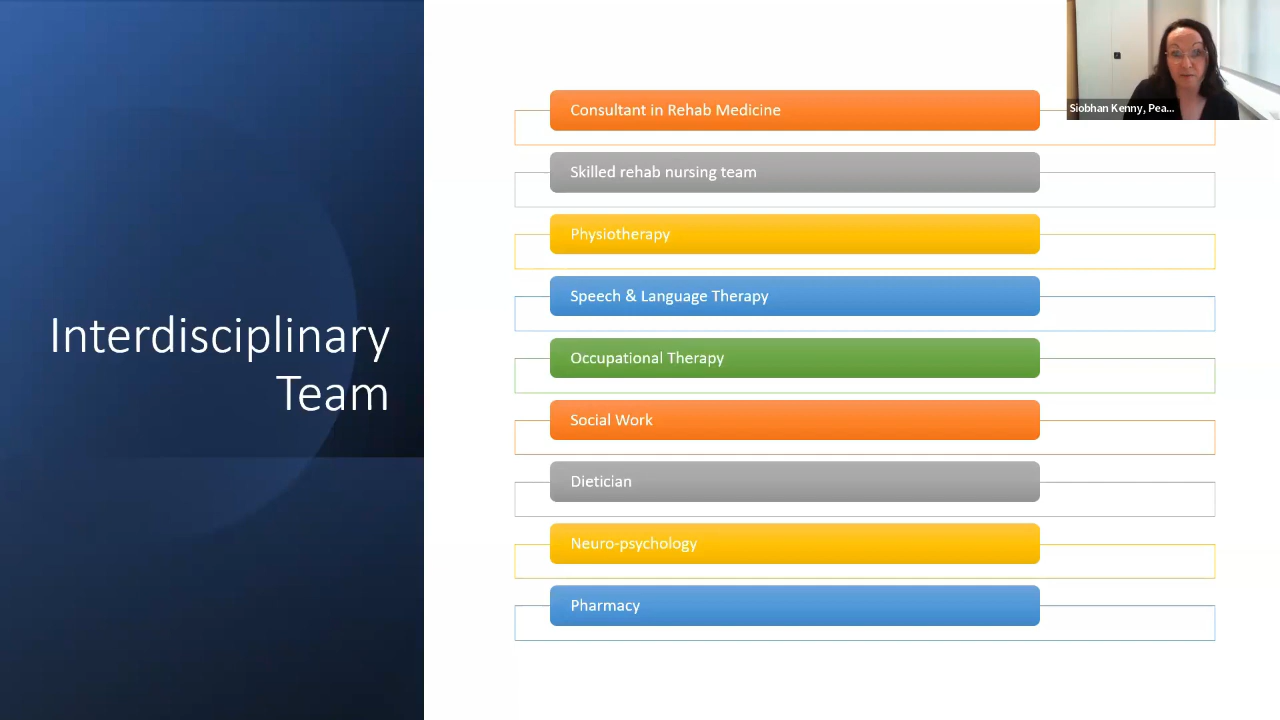 Siobhan Kenny, Pea...
Interdisciplinary
Team
Consultant in Rehab Medicine
Skilled rehab nursing team
Physiotherapy
Speech & Language Therapy
Occupational Therapy
Social Work
Dietician
Neuro-psychology
Pharmacy